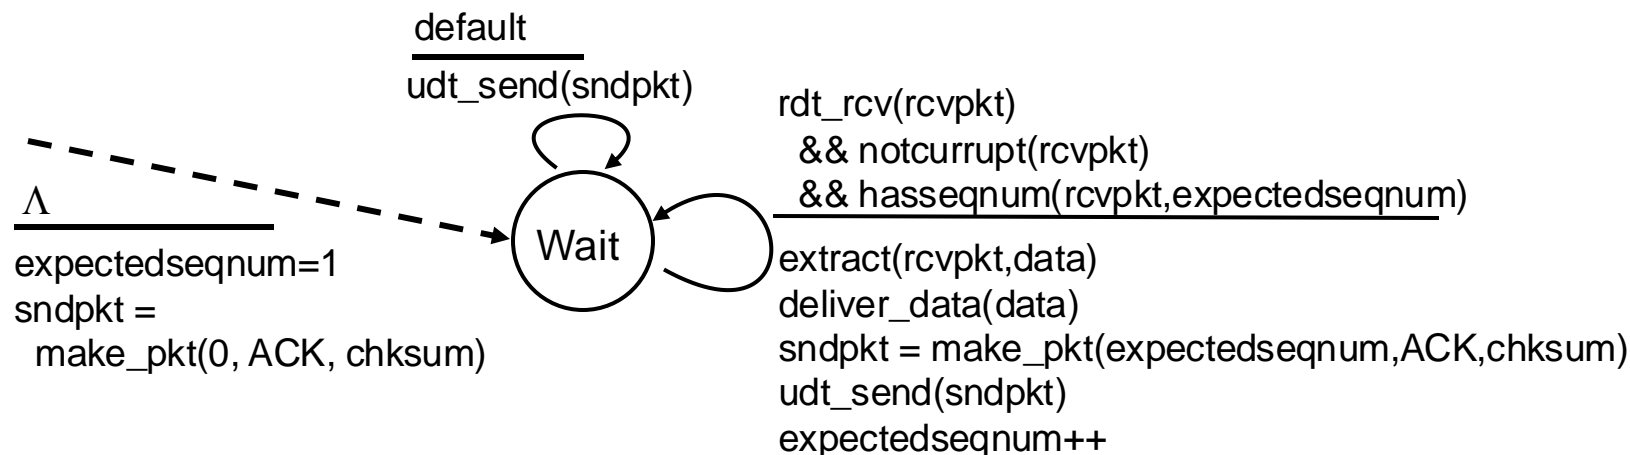 default
udt_send(sndpkt)
rdt_rcv(rcvpkt)
&& notcurrupt(rcvpkt)
&& hasseqnum(rcvpkt,expectedseqnum)
Λ
expectedseqnum=1
sndpkt =
make_pkt(0, ACK, chksum)
Wait
extract(rcvpkt,data)
deliver_data(data)
sndpkt = make_pkt(expectedseqnum,ACK,chksum)
udt_send(sndpkt)
expectedseqnum++